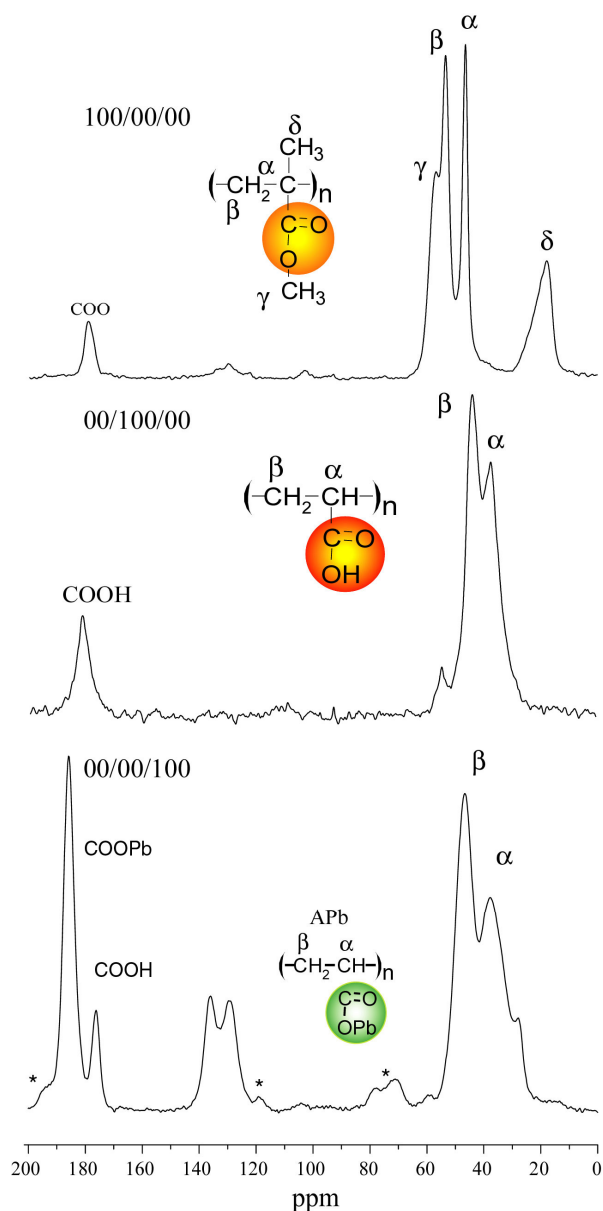 β α
100/00/00
δ
CH₃
γ
α
(-CH₂-C-)n
β
C=O
O
γ CH₃
COO
δ
00/100/00
β
α
β α
(-CH₂-CH-)n
C=O
OH
COOH
00/00/100
β
COOPb
α
APb
β α
COOH
(-CH₂-CH-)n
C=O
OPb
* * *
200 180 160 140 120 100 80 60 40 20 0
ppm